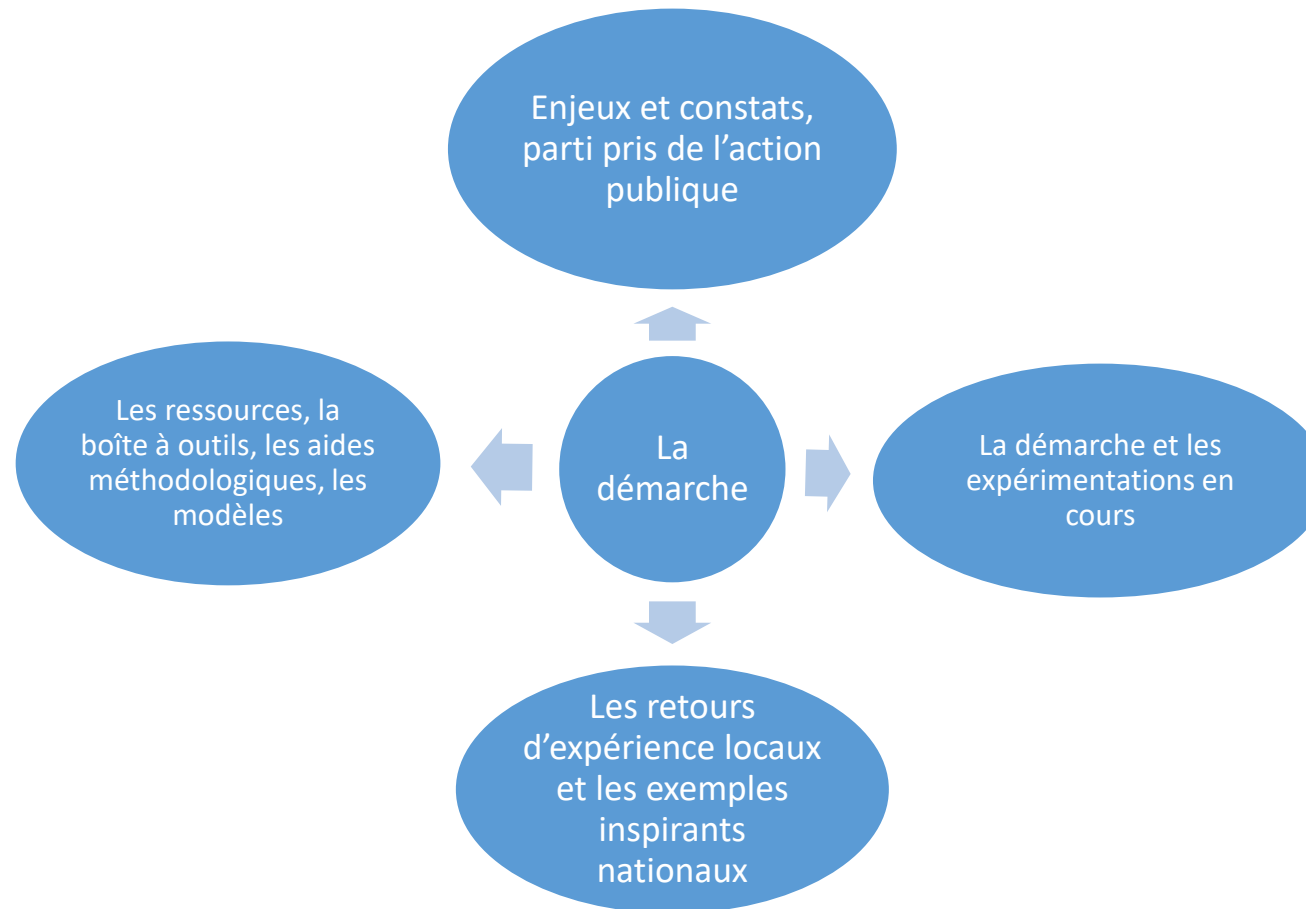 Enjeux et constats,
parti pris de l’action
publique
Les ressources, la
boîte à outils, les aides
méthodologiques, les
modèles
La
démarche
La démarche et les
expérimentations en
cours
Les retours
d’expérience locaux
et les exemples
inspirants
nationaux